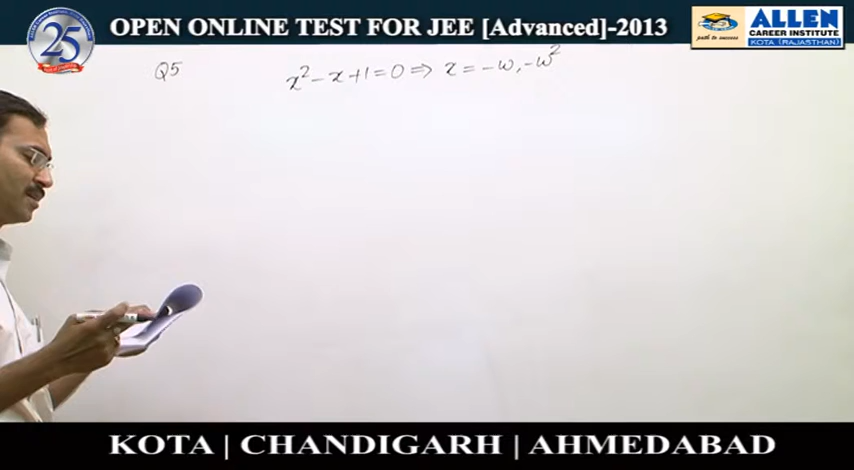 OPEN ONLINE TEST FOR JEE [Advanced]-2013
25
path to success
ALLEN
CAREER INSTITUTE
KOTA (RAJASTHAN)
Q5 x²-x+1=0 ⇒ x = -ω, -ω²
KOTA | CHANDIGARH | AHMEDABAD